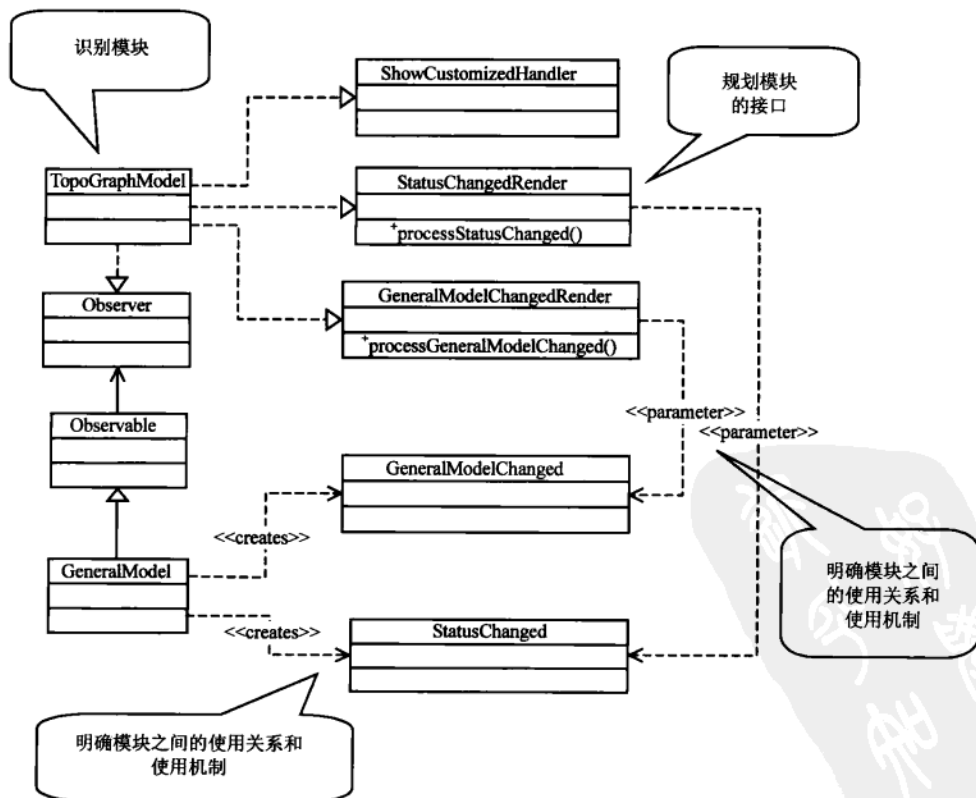 识别模块
ShowCustomizedHandler
规划模块
的接口
TopoGraphModel
StatusChangedRender
+processStatusChanged()
Observer
GeneralModelChangedRender
+processGeneralModelChanged()
<<parameter>>
<<parameter>>
Observable
GeneralModelChanged
<<creates>>
GeneralModel
明确模块之间
的使用关系和
使用机制
<<creates>>
StatusChanged
明确模块之间的使用关系和
使用机制